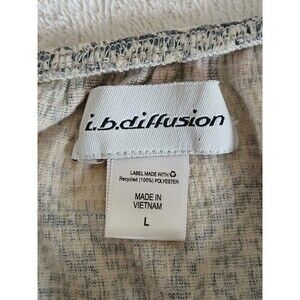 i.b.diffusion
LABEL MADE WITH
Recycled (100%) POLYESTER
MADE IN
VIETNAM
L